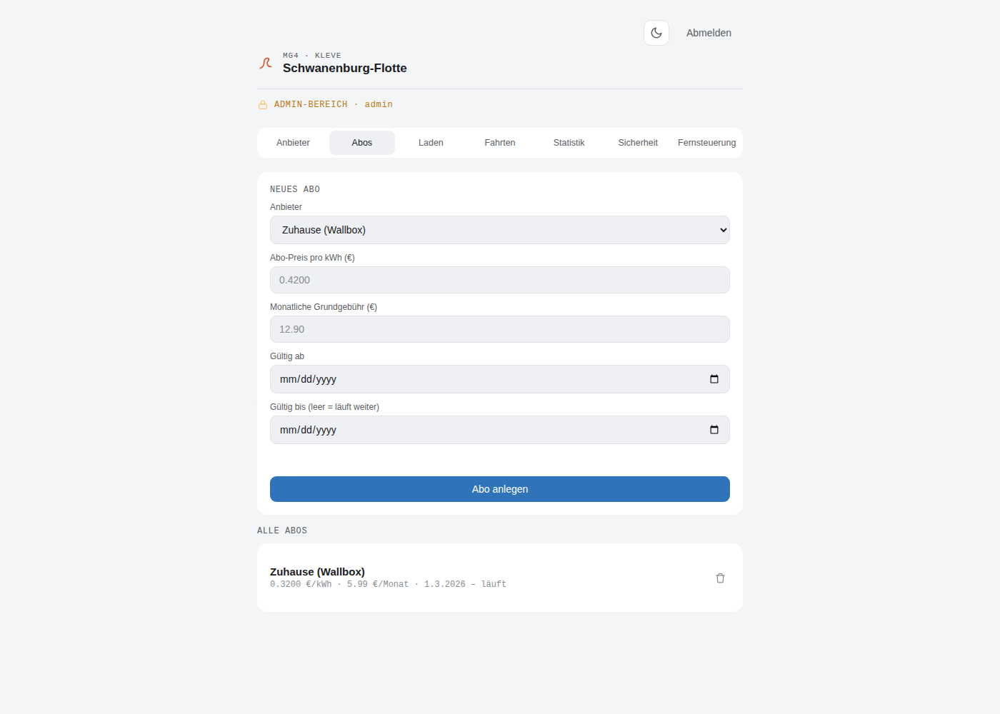 Abmelden
MG4 · KLEVE
Schwanenburg-Flotte
ADMIN-BEREICH · admin
Anbieter Abos Laden Fahrten Statistik Sicherheit Fernsteuerung
NEUES ABO
Anbieter
Zuhause (Wallbox)
Abo-Preis pro kWh (€)
0.4200
Monatliche Grundgebühr (€)
12.90
Gültig ab
mm/dd/yyyy
Gültig bis (leer = läuft weiter)
mm/dd/yyyy
Abo anlegen
ALLE ABOS
Zuhause (Wallbox)
0.3200 €/kWh · 5.99 €/Monat · 1.3.2026 – läuft